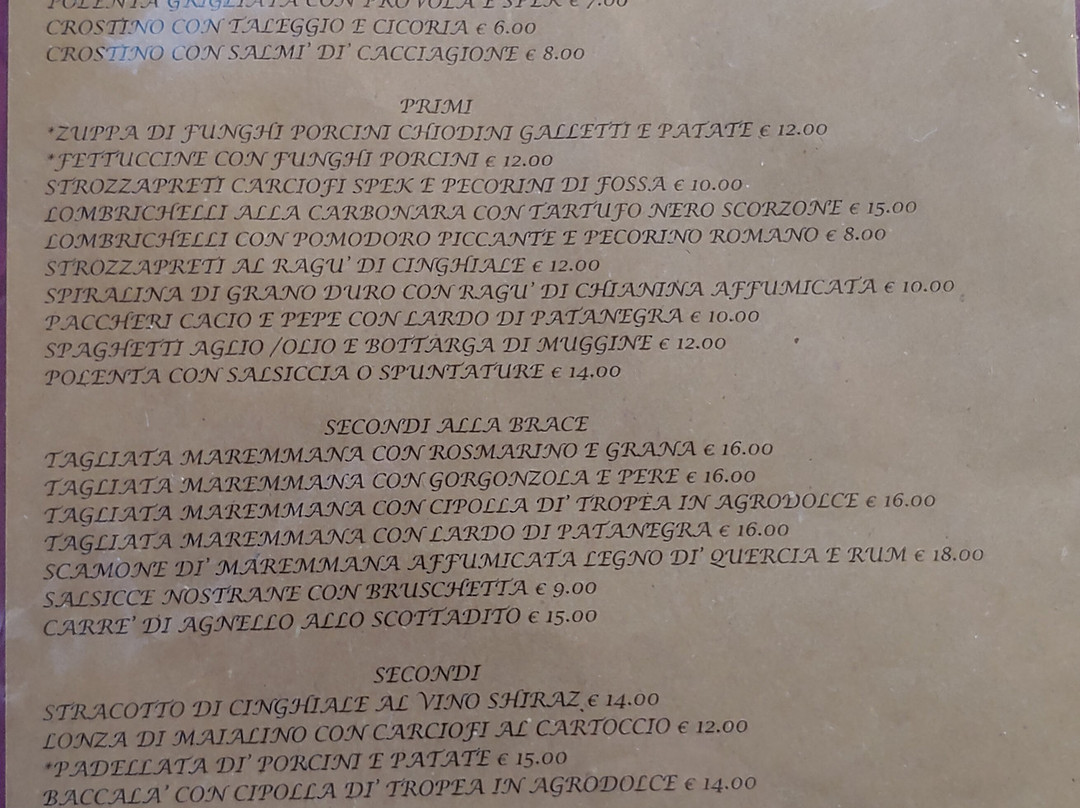 POLENTA GRIGLIATA CON PROVOLA E SPEK € 7.00
CROSTINO CON TALEGGIO E CICORIA € 6.00
CROSTINO CON SALMI' DI' CACCIAGIONE € 8.00
PRIMI
*ZUPPA DI FUNGHI PORCINI CHIODINI GALLETTI E PATATE € 12.00
*FETTUCCINE CON FUNGHI PORCINI € 12.00
STROZZAPRETI CARCIOFI SPEK E PECORINI DI FOSSA € 10.00
LOMBRICHELLI ALLA CARBONARA CON TARTUFO NERO SCORZONE € 15.00
LOMBRICHELLI CON POMODORO PICCANTE E PECORINO ROMANO € 8.00
STROZZAPRETI AL RAGU' DI CINGHIALE € 12.00
SPIRALINA DI GRANO DURO CON RAGU' DI CHIANINA AFFUMICATA € 10.00
PACCHERI CACIO E PEPE CON LARDO DI PATANEGRA € 10.00
SPAGHETTI AGLIO /OLIO E BOTTARGA DI MUGGINE € 12.00
POLENTA CON SALSICCIA O SPUNTATURE € 14.00
SECONDI ALLA BRACE
TAGLIATA MAREMMANA CON ROSMARINO E GRANA € 16.00
TAGLIATA MAREMMANA CON GORGONZOLA E PERE € 16.00
TAGLIATA MAREMMANA CON CIPOLLA DI' TROPEA IN AGRODOLCE € 16.00
TAGLIATA MAREMMANA CON LARDO DI PATANEGRA € 16.00
SCAMONE DI' MAREMMANA AFFUMICATA LEGNO DI' QUERCIA E RUM € 18.00
SALSICCE NOSTRANE CON BRUSCHETTA € 9.00
CARRE' DI AGNELLO ALLO SCOTTADITO € 15.00
SECONDI
STRACOTTO DI CINGHIALE AL VINO SHIRAZ € 14.00
LONZA DI MAIALINO CON CARCIOFI AL CARTOCCIO € 12.00
*PADELLATA DI' PORCINI E PATATE € 15.00
BACCALA' CON CIPOLLA DI' TROPEA IN AGRODOLCE € 14.00